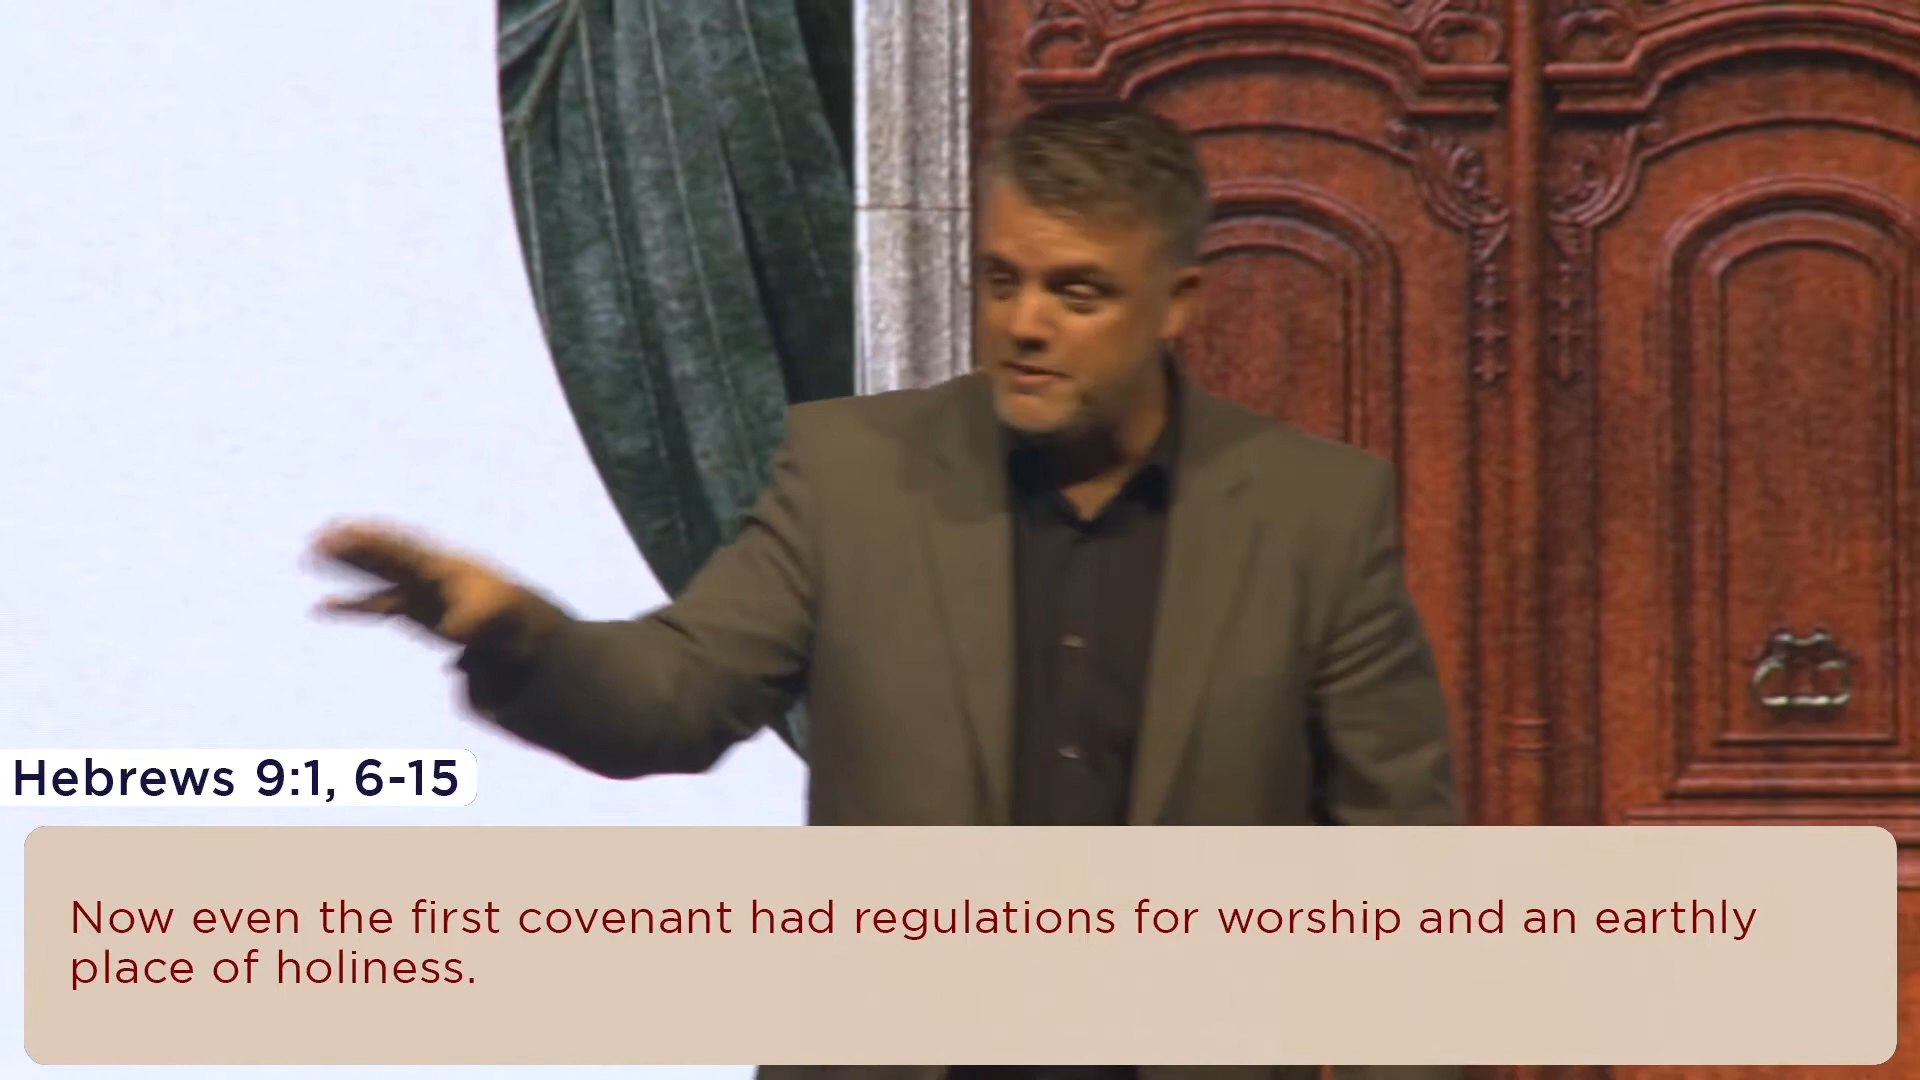 Hebrews 9:1, 6-15
Now even the first covenant had regulations for worship and an earthly
place of holiness.